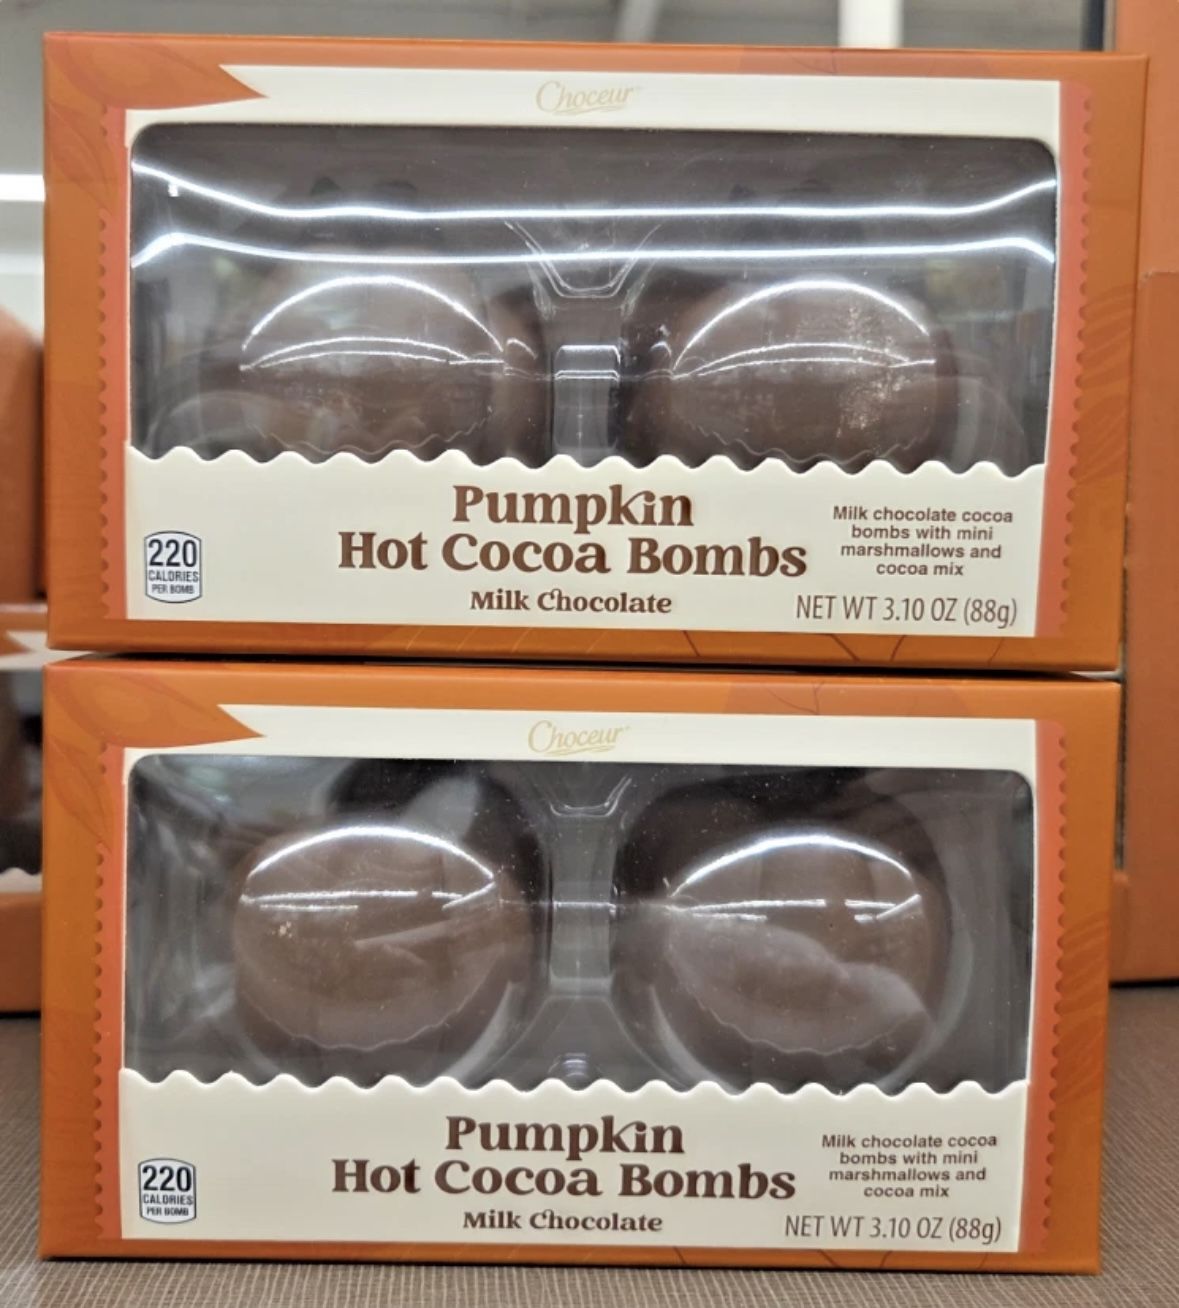 Choceur
Pumpkin
Hot Cocoa Bombs
Milk Chocolate
220
CALORIES
PER BOMB
Milk chocolate cocoa
bombs with mini
marshmallows and
cocoa mix
NET WT 3.10 OZ (88g)
Choceur
Pumpkin
Hot Cocoa Bombs
Milk Chocolate
220
CALORIES
PER BOMB
Milk chocolate cocoa
bombs with mini
marshmallows and
cocoa mix
NET WT 3.10 OZ (88g)